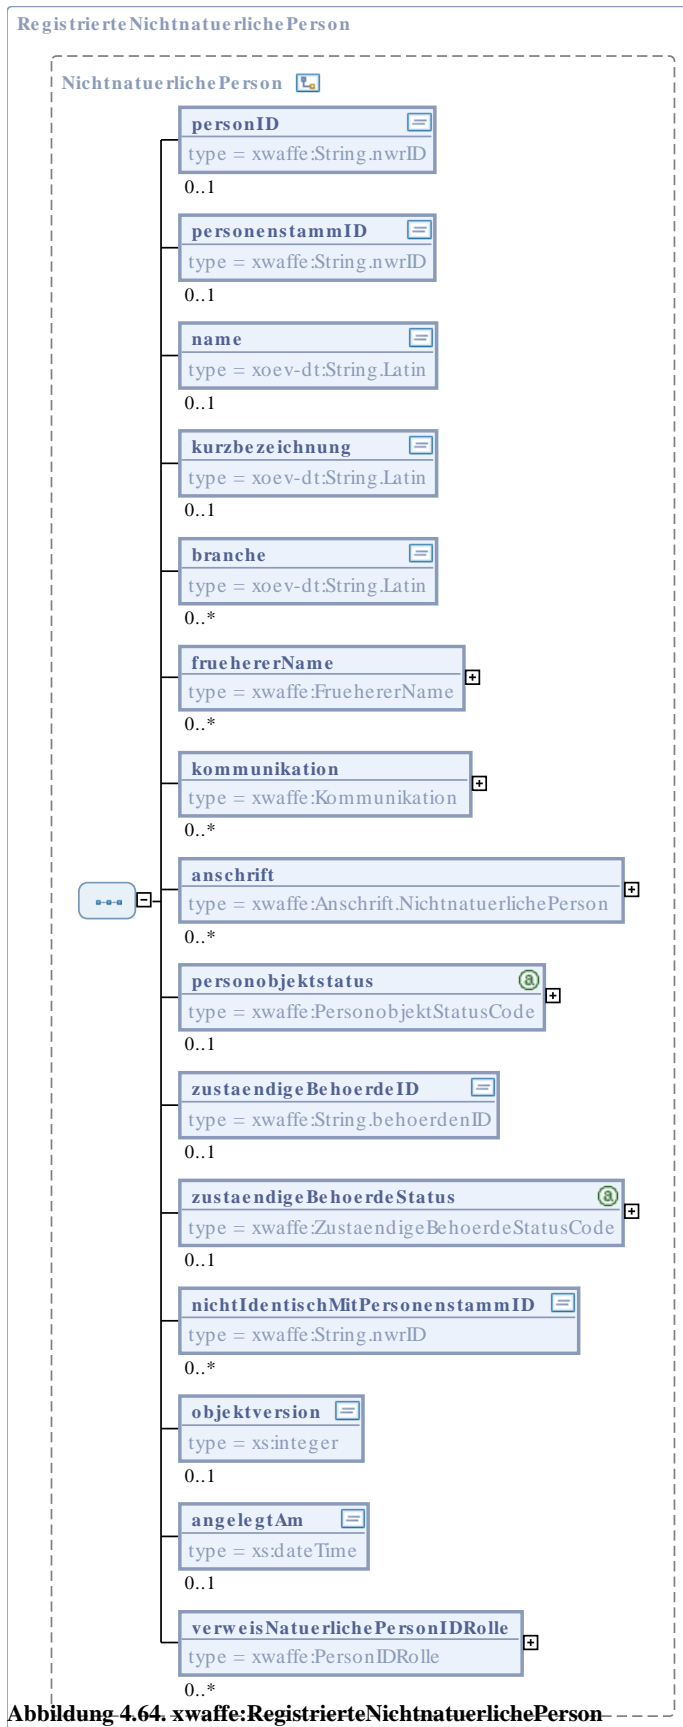 RegistrierteNichtnatuerlichePerson
NichtnatuerlichePerson
personID
type = xwaffe:String.nwrID
0..1
personenstammID
type = xwaffe:String.nwrID
0..1
name
type = xoev-dt:String.Latin
0..1
kurzbezeichnung
type = xoev-dt:String.Latin
0..1
branche
type = xoev-dt:String.Latin
0..*
fruehererName
type = xwaffe:FruehererName
0..*
kommunikation
type = xwaffe:Kommunikation
0..*
anschrift
type = xwaffe:Anschrift.NichtnatuerlichePerson
0..*
personobjektstatus
type = xwaffe:PersonobjektStatusCode
0..1
zustaendigeBehoerdeID
type = xwaffe:String.behoerdenID
0..1
zustaendigeBehoerdeStatus
type = xwaffe:ZustaendigeBehoerdeStatusCode
0..1
nichtIdentischMitPersonenstammID
type = xwaffe:String.nwrID
0..*
objektversion
type = xs:integer
0..1
angelegtAm
type = xs:dateTime
0..1
verweisNatuerlichePersonIDRolle
type = xwaffe:PersonIDRolle
0..*
Abbildung 4.64. xwaffe:RegistrierteNichtnatuerlichePerson